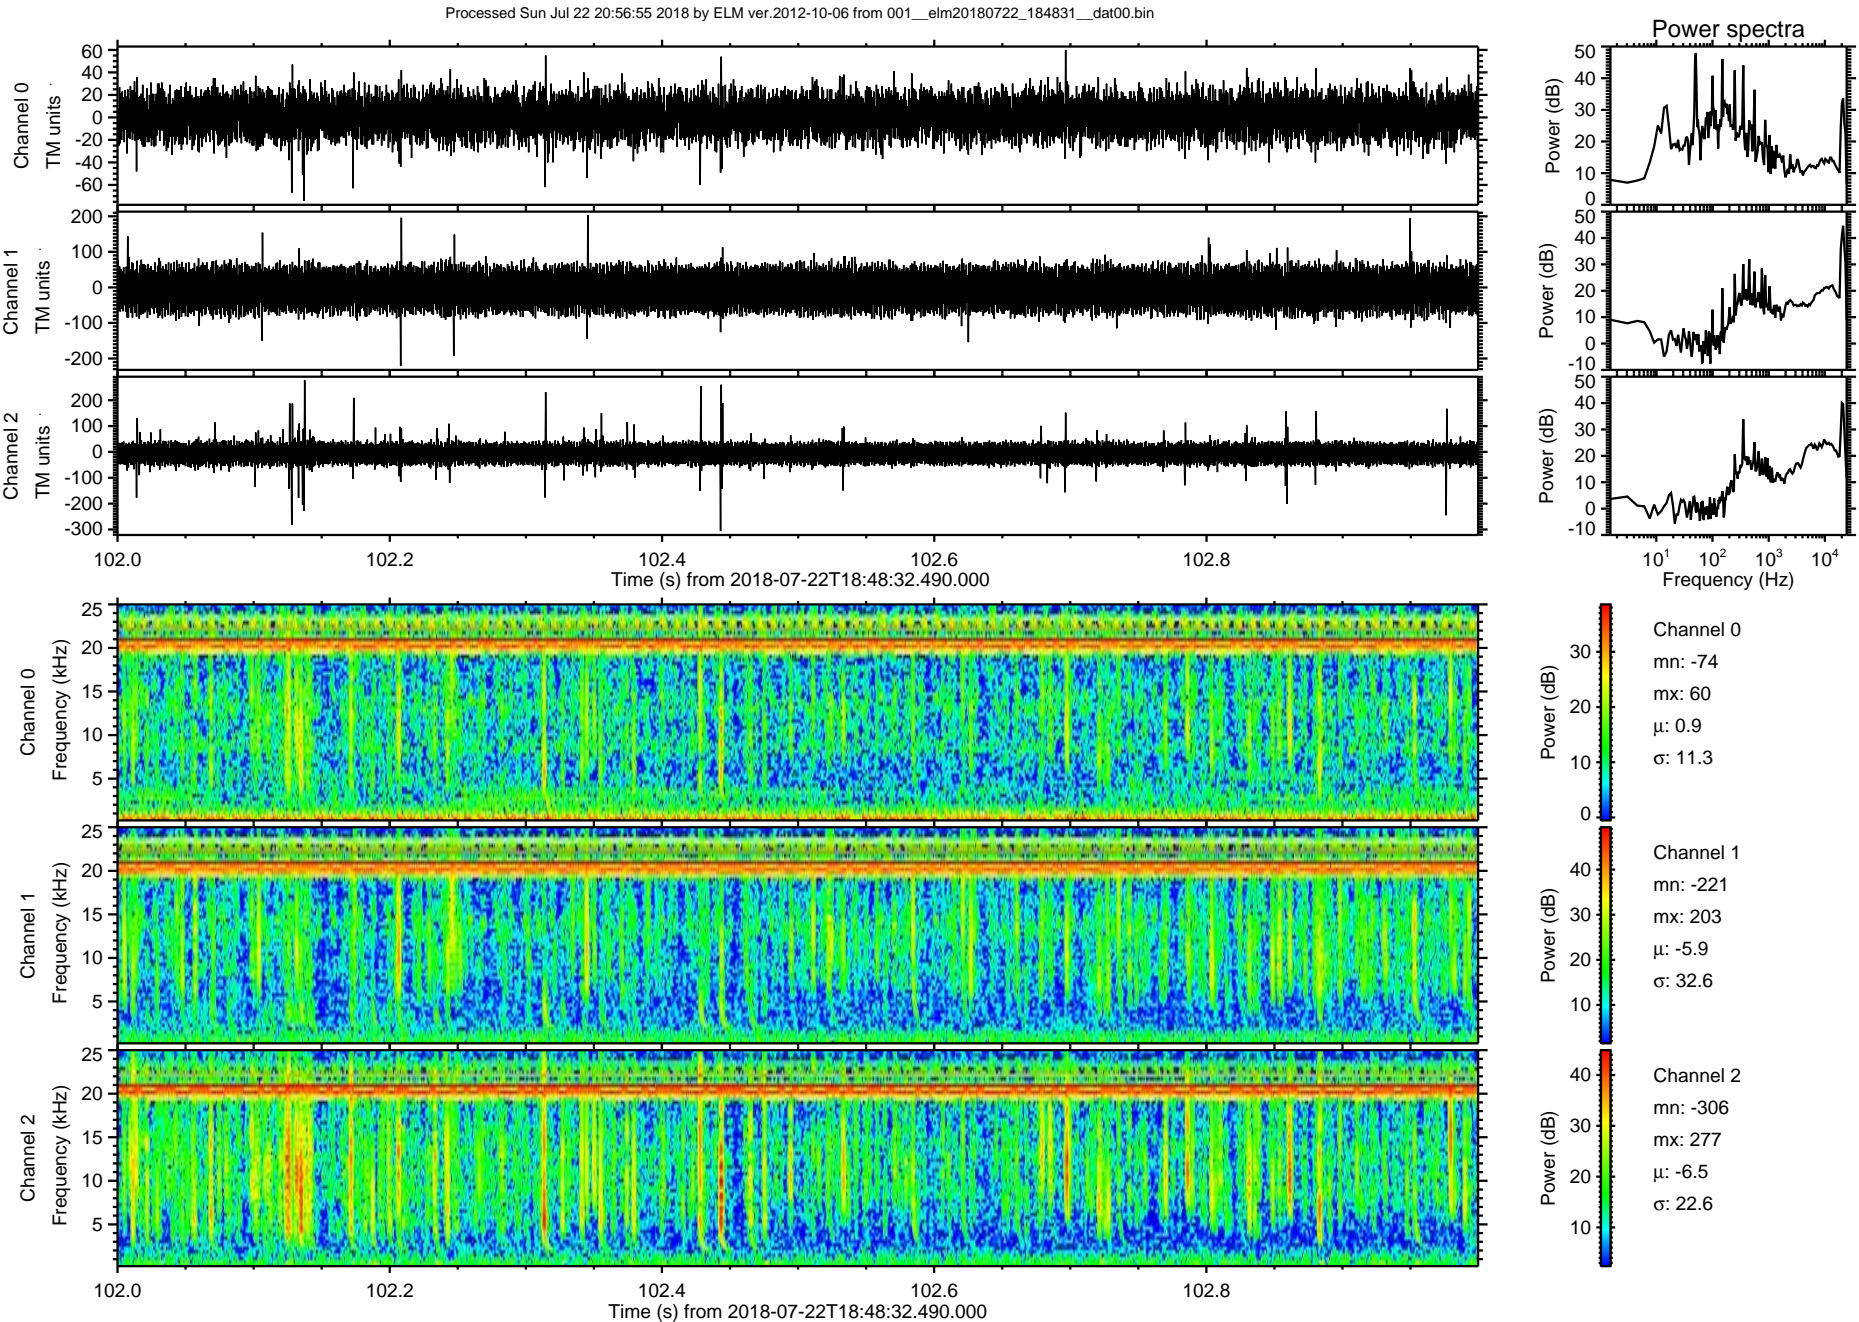 Processed Sun Jul 22 20:56:55 2018 by ELM ver.2012-10-06 from 001__elm20180722_184831__dat00.bin
Power spectra
Channel 0
TM units
60
40
20
0
-20
-40
-60
Power (dB)
50
40
30
20
10
0
Channel 1
TM units
200
100
0
-100
-200
Power (dB)
50
40
30
20
10
0
-10
Channel 2
TM units
200
100
0
-100
-200
-300
Power (dB)
50
40
30
20
10
0
-10
102.0 102.2 102.4 102.6 102.8
Time (s) from 2018-07-22T18:48:32.490.000
10^1 10^2 10^3 10^4
Frequency (Hz)
Channel 0
Frequency (kHz)
25
20
15
10
5
Power (dB)
30
20
10
0
Channel 0
mn: -74
mx: 60
μ: 0.9
σ: 11.3
Channel 1
Frequency (kHz)
25
20
15
10
5
Power (dB)
40
30
20
10
Channel 1
mn: -221
mx: 203
μ: -5.9
σ: 32.6
Channel 2
Frequency (kHz)
25
20
15
10
5
Power (dB)
40
30
20
10
Channel 2
mn: -306
mx: 277
μ: -6.5
σ: 22.6
102.0 102.2 102.4 102.6 102.8
Time (s) from 2018-07-22T18:48:32.490.000